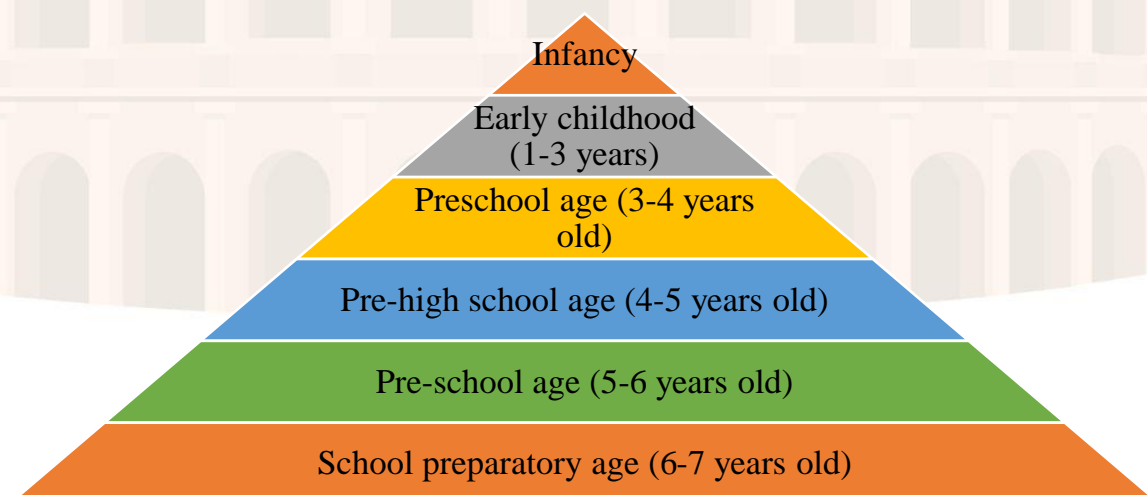 Infancy
Early childhood
(1-3 years)
Preschool age (3-4 years
old)
Pre-high school age (4-5 years old)
Pre-school age (5-6 years old)
School preparatory age (6-7 years old)